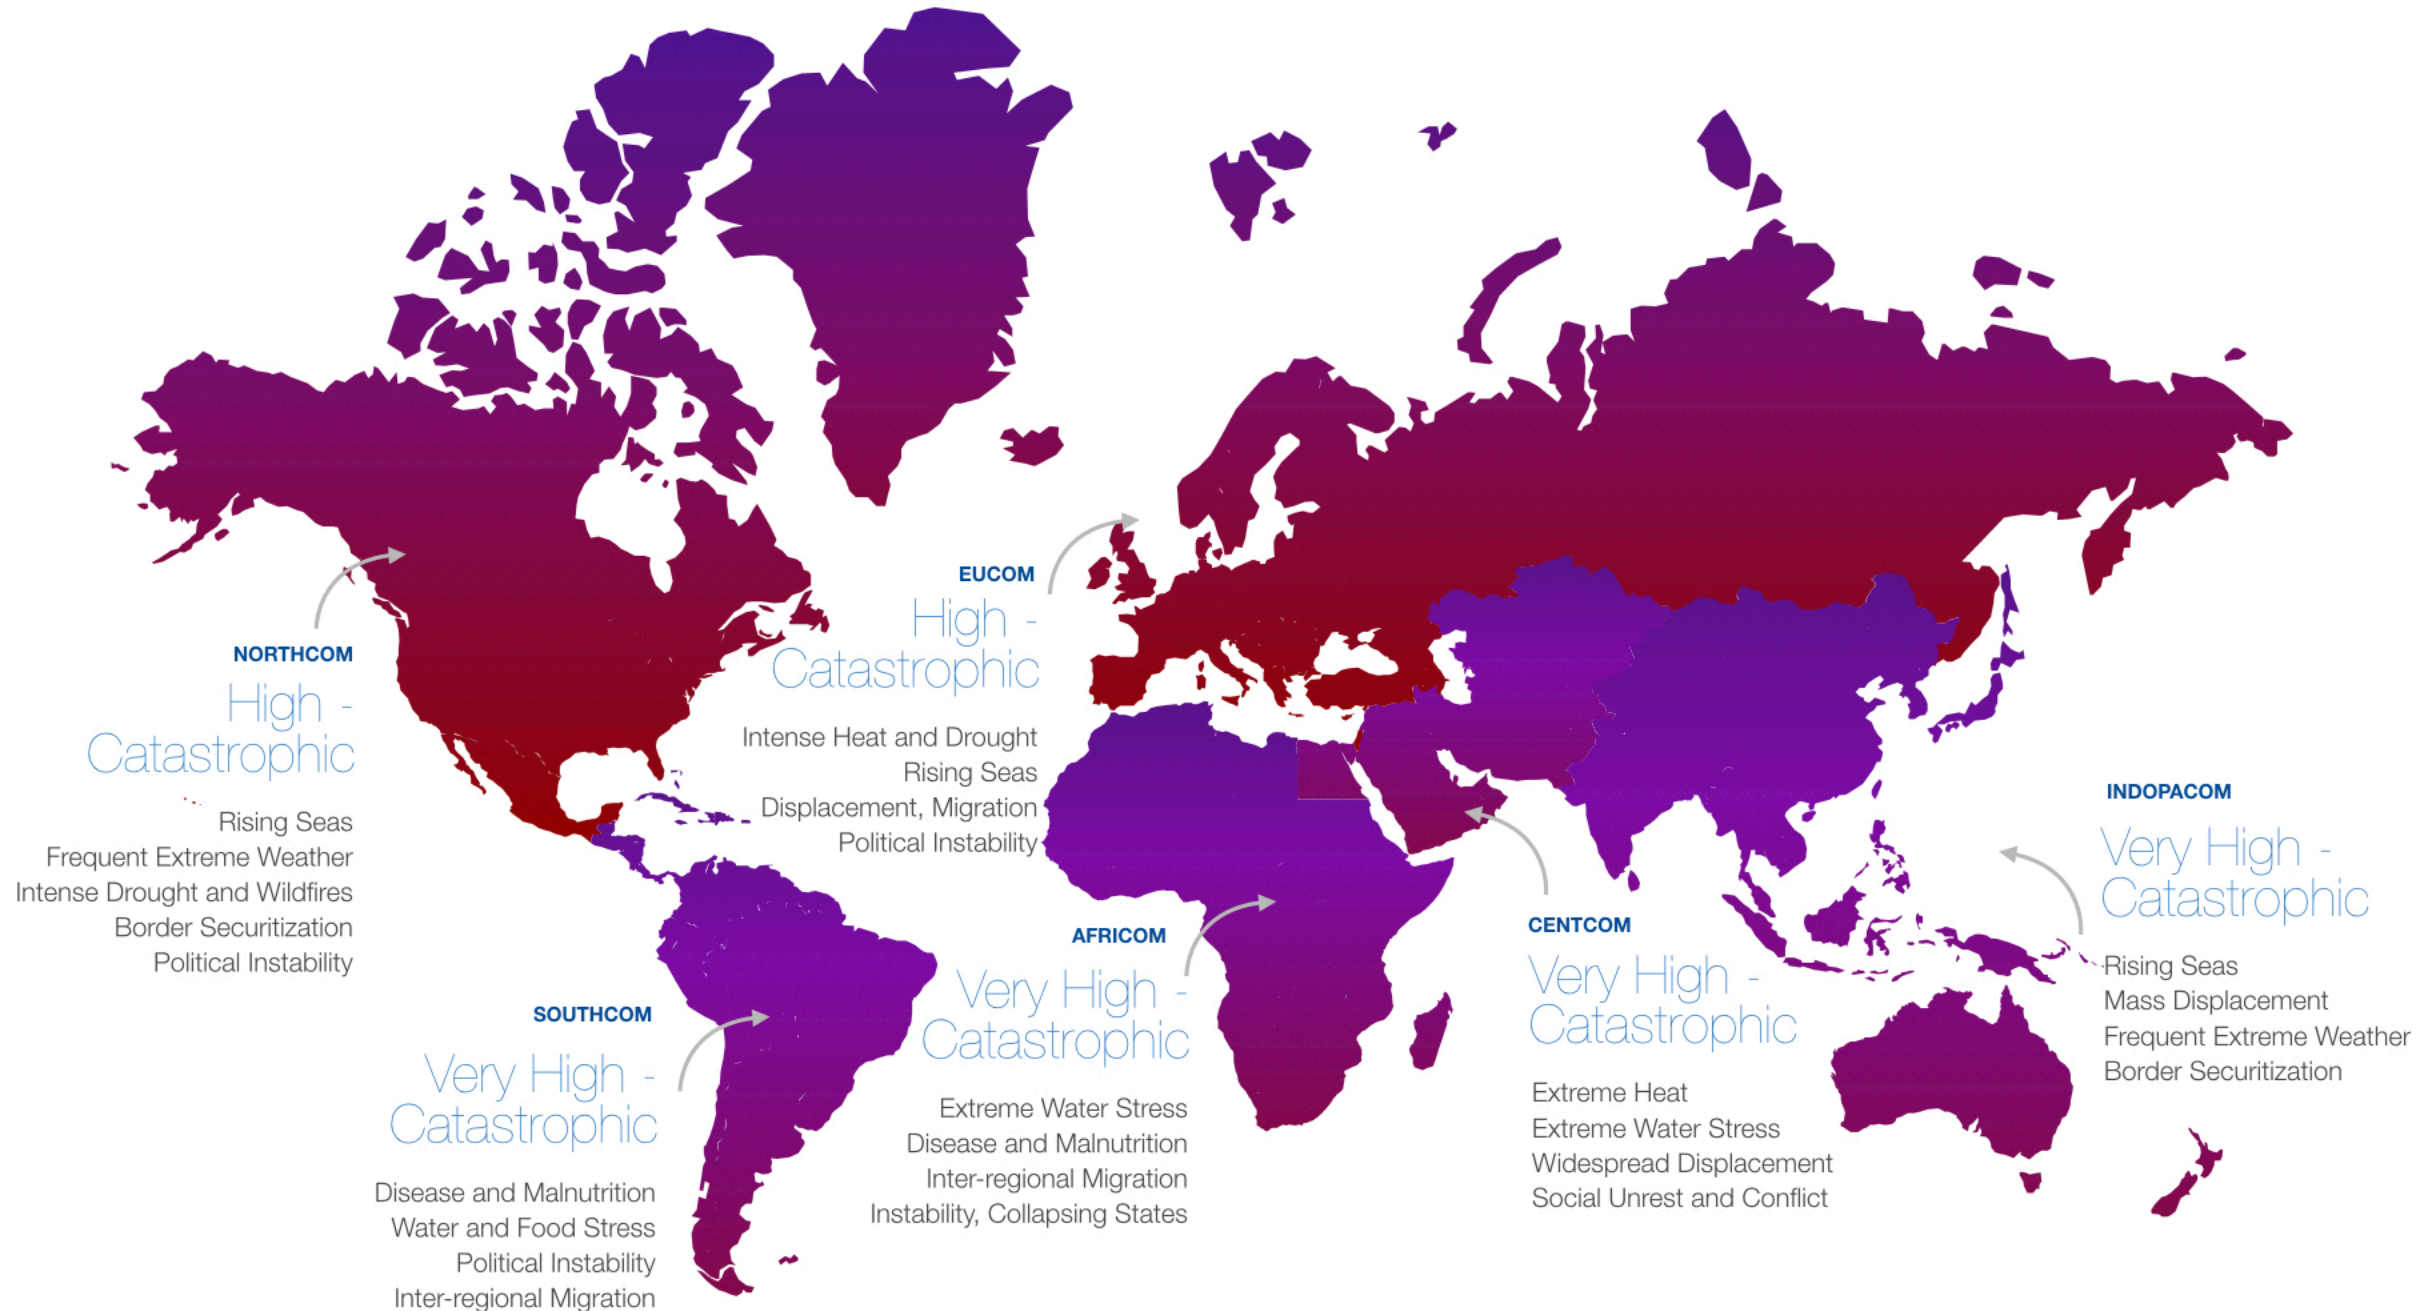 NORTHCOM
High -
Catastrophic
Rising Seas
Frequent Extreme Weather
Intense Drought and Wildfires
Border Securitization
Political Instability
EUCOM
High -
Catastrophic
Intense Heat and Drought
Rising Seas
Displacement, Migration
Political Instability
SOUTHCOM
Very High -
Catastrophic
Disease and Malnutrition
Water and Food Stress
Political Instability
Inter-regional Migration
AFRICOM
Very High -
Catastrophic
Extreme Water Stress
Disease and Malnutrition
Inter-regional Migration
Instability, Collapsing States
CENTCOM
Very High -
Catastrophic
Extreme Heat
Extreme Water Stress
Widespread Displacement
Social Unrest and Conflict
INDOPACOM
Very High -
Catastrophic
Rising Seas
Mass Displacement
Frequent Extreme Weather
Border Securitization